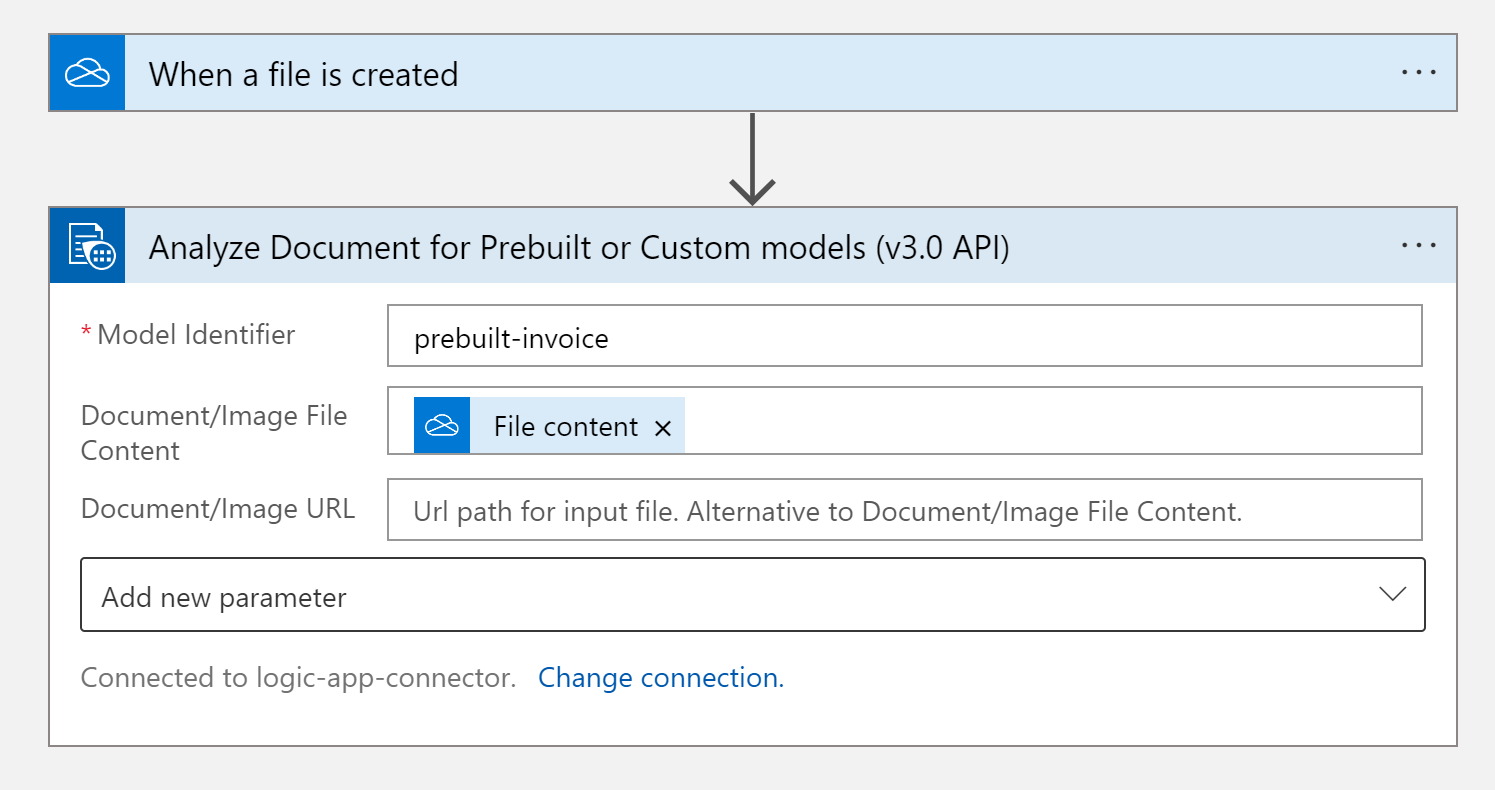 When a file is created
Analyze Document for Prebuilt or Custom models (v3.0 API)
* Model Identifier
prebuilt-invoice
Document/Image File
Content
File content ×
Document/Image URL
Url path for input file. Alternative to Document/Image File Content.
Add new parameter
Connected to logic-app-connector. Change connection.